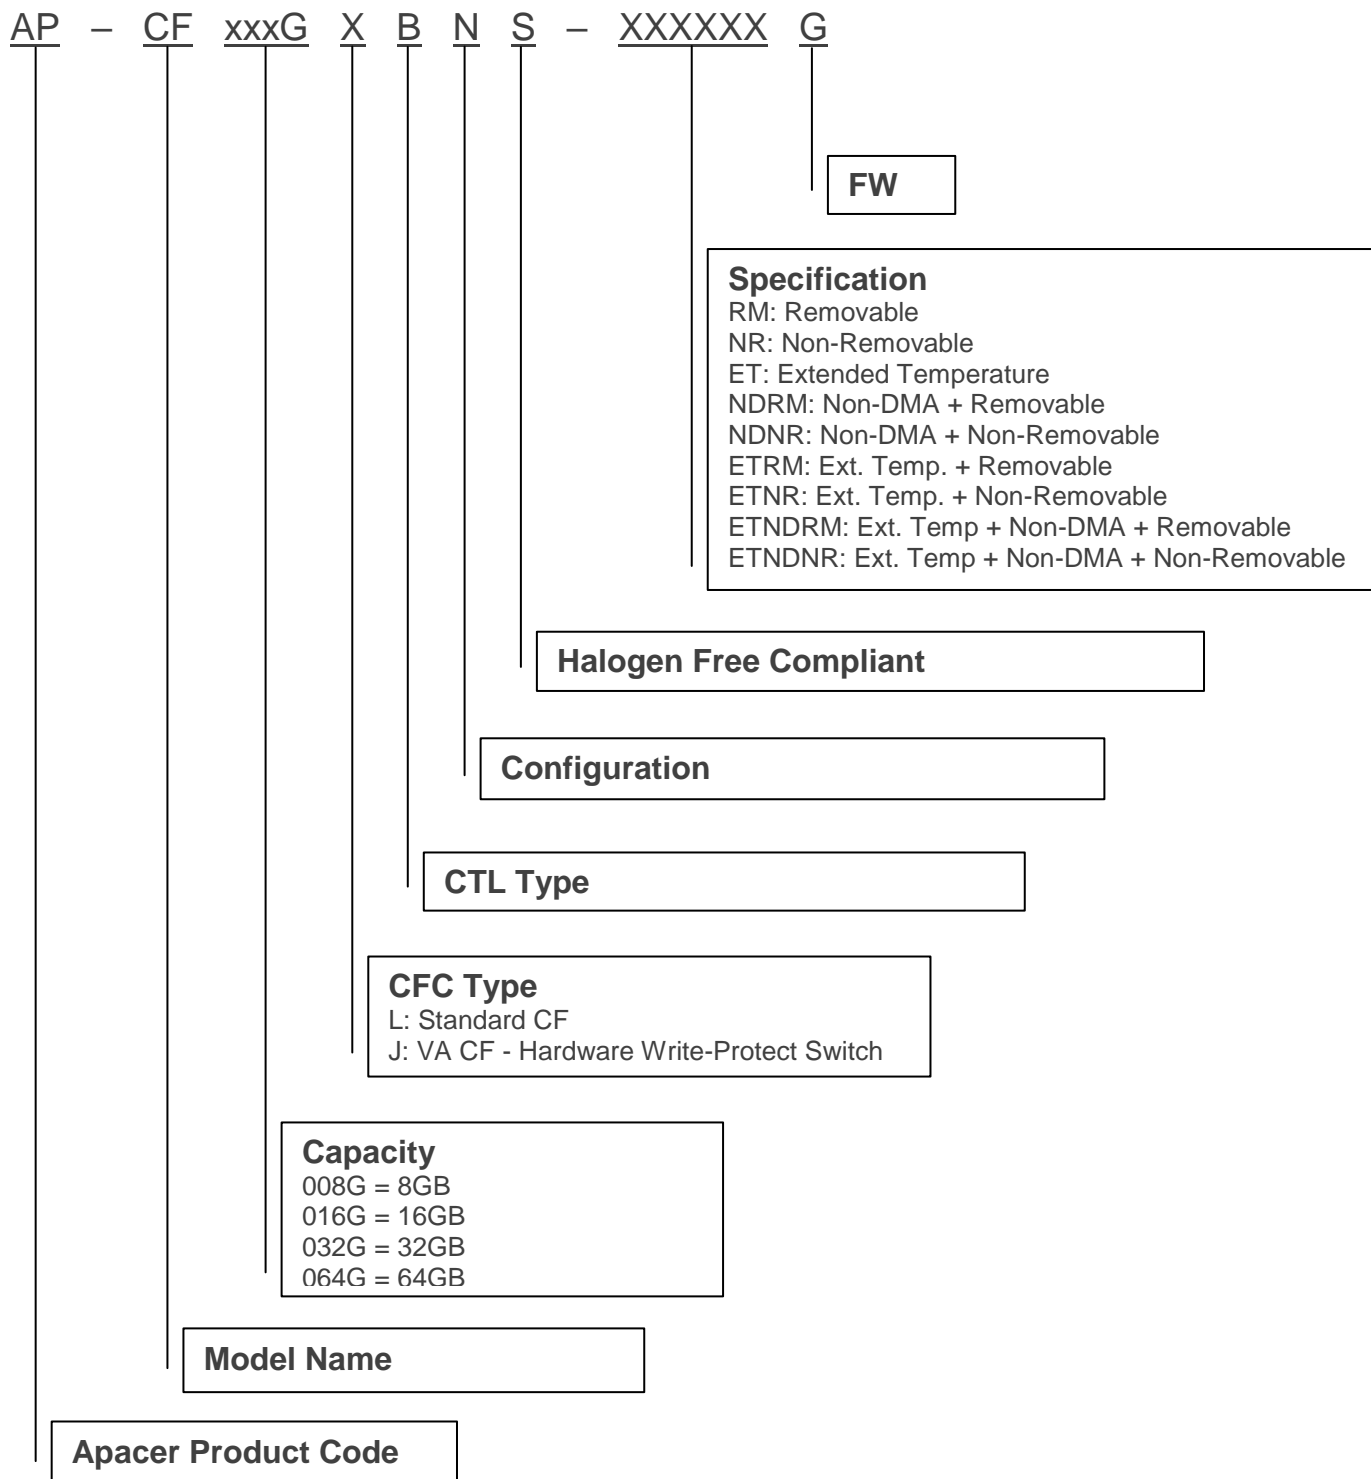 AP – CF xxxG X B N S – XXXXXX G
FW
Specification
RM: Removable
NR: Non-Removable
ET: Extended Temperature
NDRM: Non-DMA + Removable
NDNR: Non-DMA + Non-Removable
ETRM: Ext. Temp. + Removable
ETNR: Ext. Temp. + Non-Removable
ETNDRM: Ext. Temp + Non-DMA + Removable
ETNDNR: Ext. Temp + Non-DMA + Non-Removable
Halogen Free Compliant
Configuration
CTL Type
CFC Type
L: Standard CF
J: VA CF - Hardware Write-Protect Switch
Capacity
008G = 8GB
016G = 16GB
032G = 32GB
064G = 64GB
Model Name
Apacer Product Code